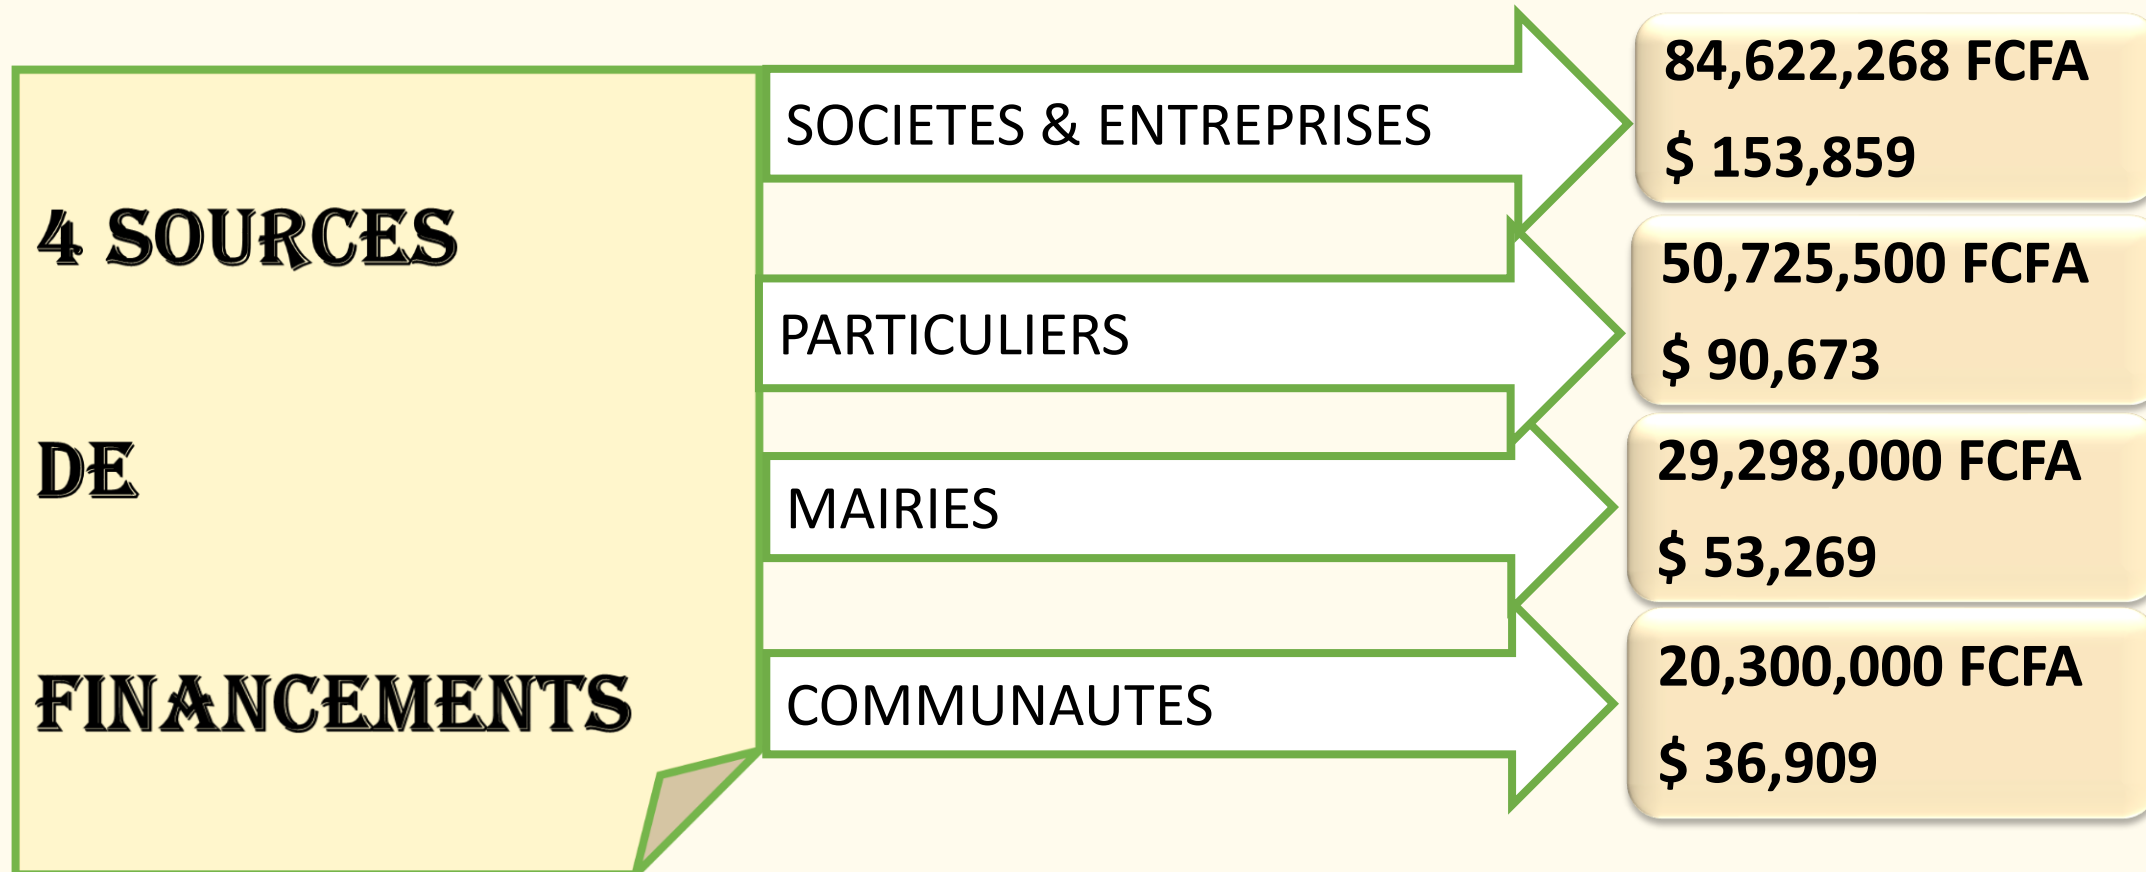 4 SOURCES
DE
FINANCEMENTS
SOCIETES & ENTREPRISES
84,622,268 FCFA
$ 153,859
PARTICULIERS
50,725,500 FCFA
$ 90,673
MAIRIES
29,298,000 FCFA
$ 53,269
COMMUNAUTES
20,300,000 FCFA
$ 36,909